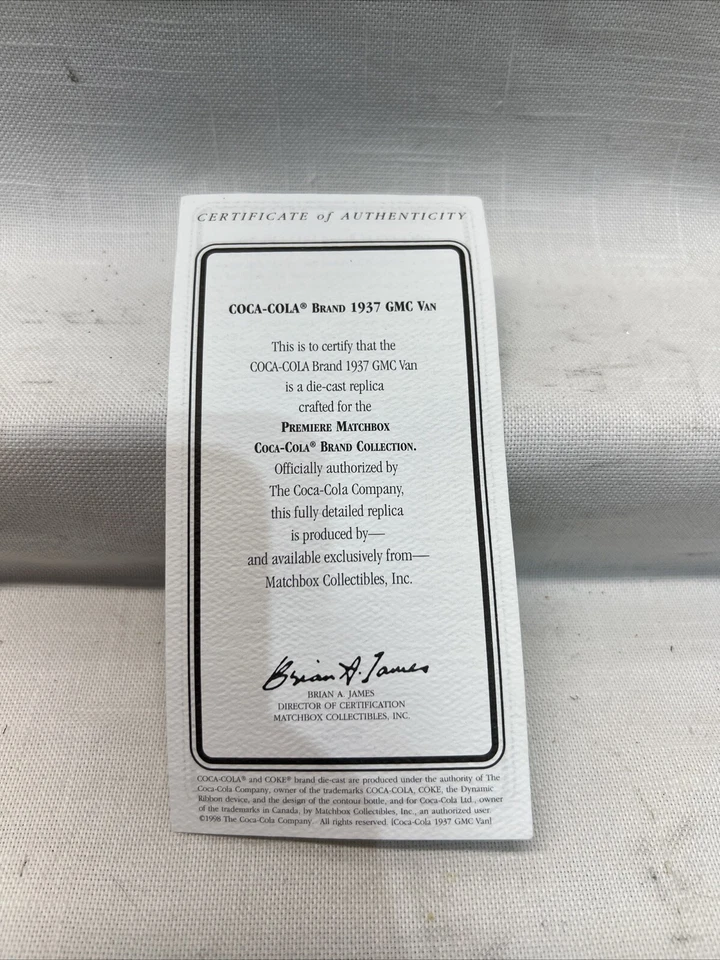 CERTIFICATE of AUTHENTICITY
COCA-COLA® BRAND 1937 GMC VAN
This is to certify that the
COCA-COLA Brand 1937 GMC Van
is a die-cast replica
crafted for the
PREMIERE MATCHBOX
COCA-COLA® BRAND COLLECTION.
Officially authorized by
The Coca-Cola Company,
this fully detailed replica
is produced by—
and available exclusively from—
Matchbox Collectibles, Inc.
Brian A. James
BRIAN A. JAMES
DIRECTOR OF CERTIFICATION
MATCHBOX COLLECTIBLES, INC.
COCA-COLA® and COKE® brand die-cast are produced under the authority of The
Coca-Cola Company, owner of the trademarks COCA-COLA, COKE, the Dynamic
Ribbon device, and the design of the contour bottle, and for Coca-Cola Ltd., owner
of the trademarks in Canada, by Matchbox Collectibles, Inc., an authorized user.
©1998 The Coca-Cola Company. All rights reserved. [Coca-Cola 1937 GMC Van]